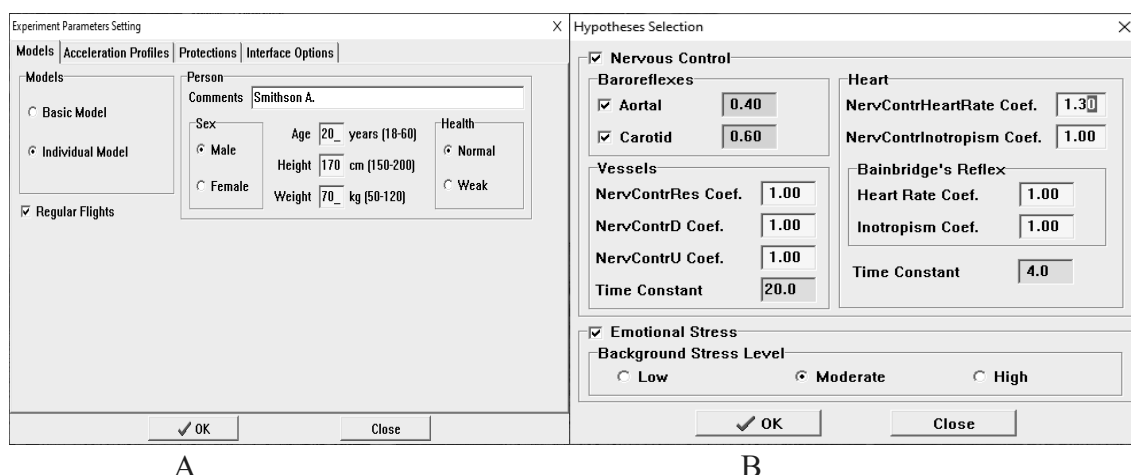 Experiment Parameters Setting X
Models Acceleration Profiles Protections Interface Options
Models
Basic Model
Individual Model
Regular Flights
Person
Comments Smithson A.
Sex
Male
Female
Age 20_ years (18-60)
Height 170 cm (150-200)
Weight 70_ kg (50-120)
Health
Normal
Weak
OK Close
A
Hypotheses Selection X
Nervous Control
Baroreflexes
Aortal 0.40
Carotid 0.60
Vessels
NervContrRes Coef. 1.00
NervContrD Coef. 1.00
NervContrU Coef. 1.00
Time Constant 20.0
Heart
NervContrHeartRate Coef. 1.30
NervContrInotropism Coef. 1.00
Bainbridge's Reflex
Heart Rate Coef. 1.00
Inotropism Coef. 1.00
Time Constant 4.0
Emotional Stress
Background Stress Level
Low Moderate High
OK Close
B